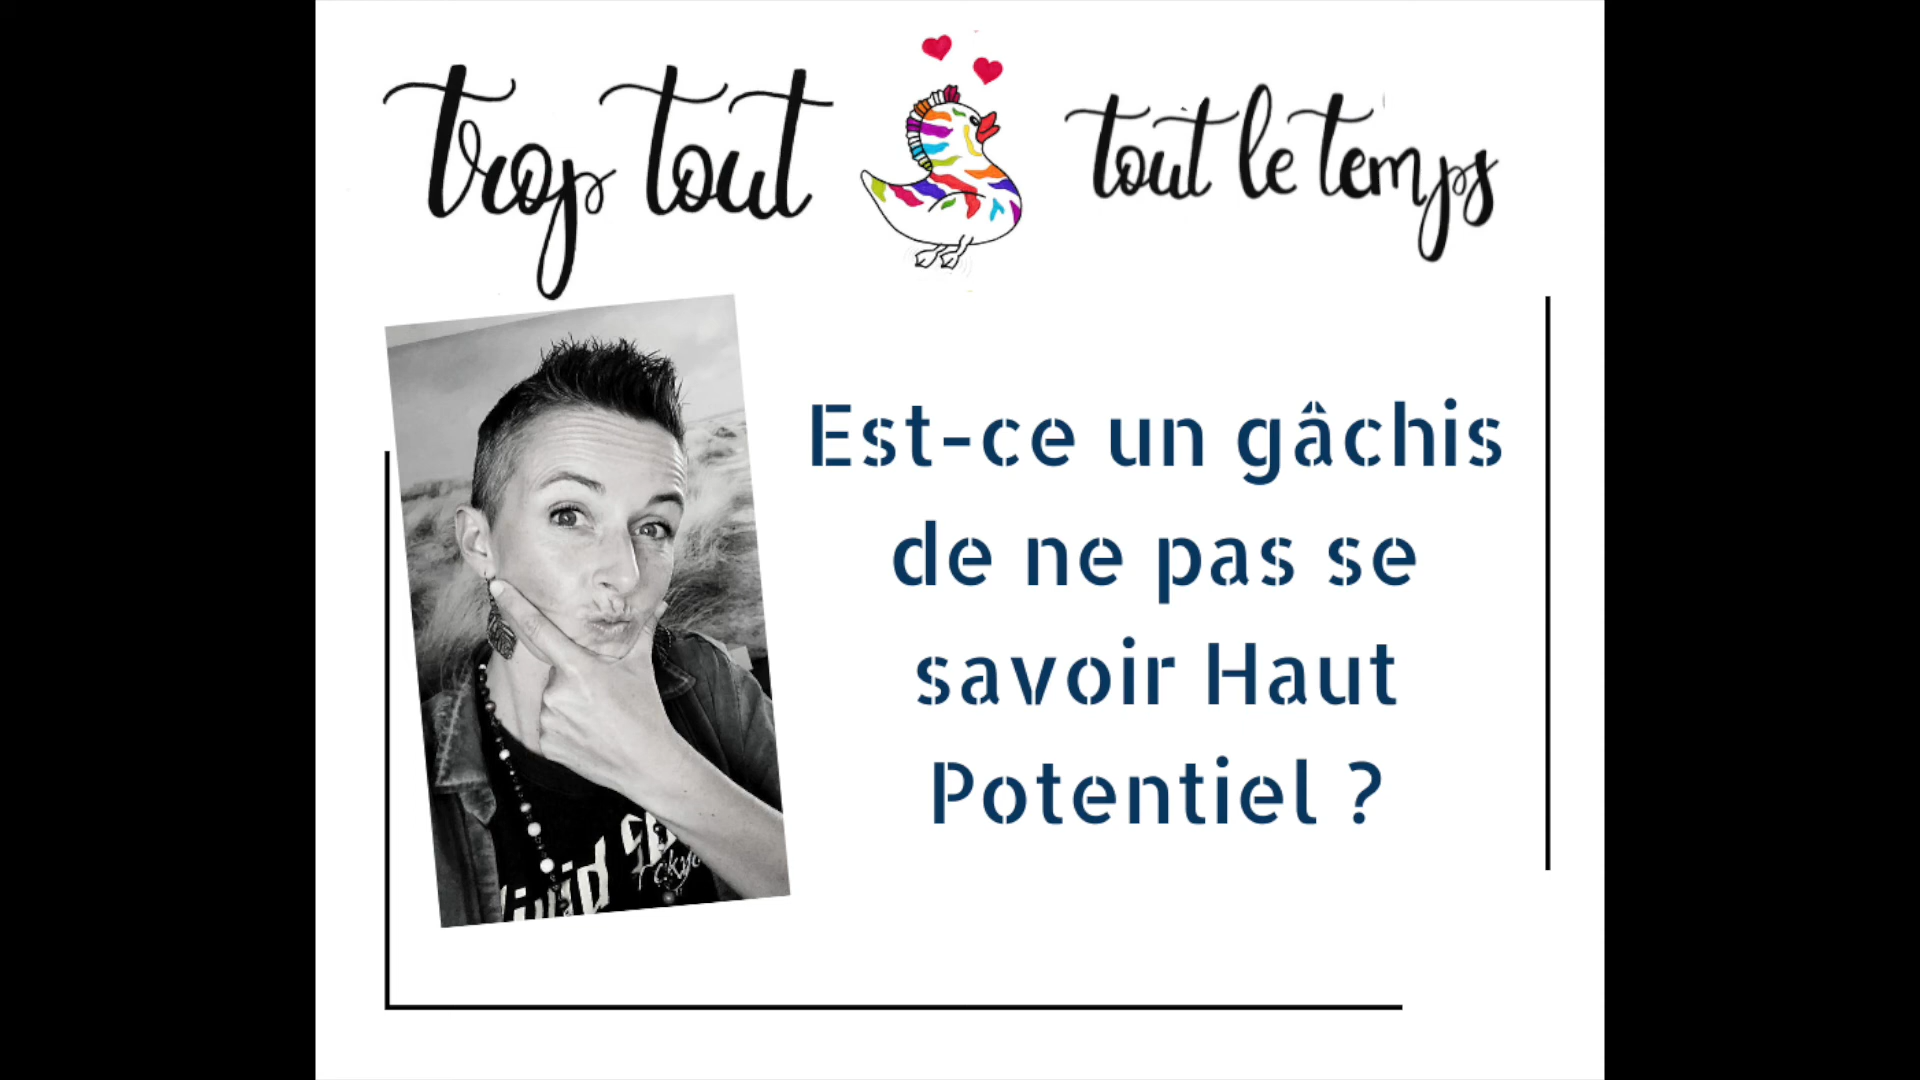 trop tout tout le temps
Est-ce un gâchis
de ne pas se
savoir Haut
Potentiel ?